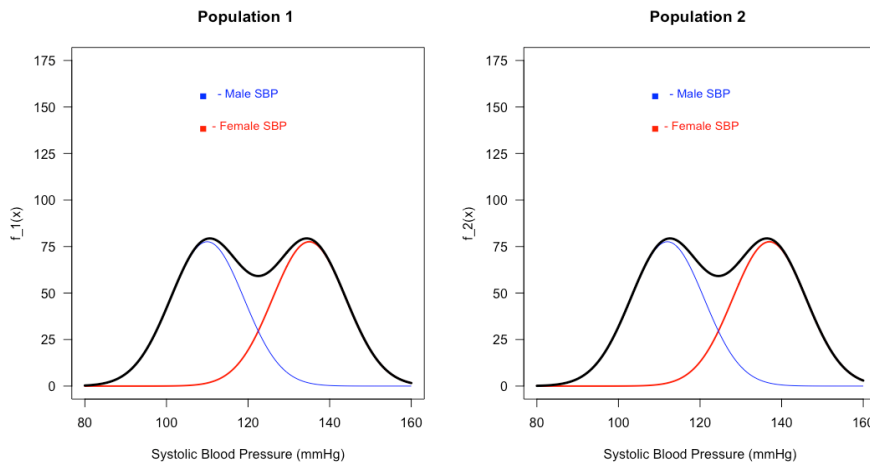 Population 1
175
150
125
100
75
50
25
0
f_1(x)
- Male SBP
- Female SBP
80
100
120
140
160
Systolic Blood Pressure (mmHg)
Population 2
175
150
125
100
75
50
25
0
f_2(x)
- Male SBP
- Female SBP
80
100
120
140
160
Systolic Blood Pressure (mmHg)